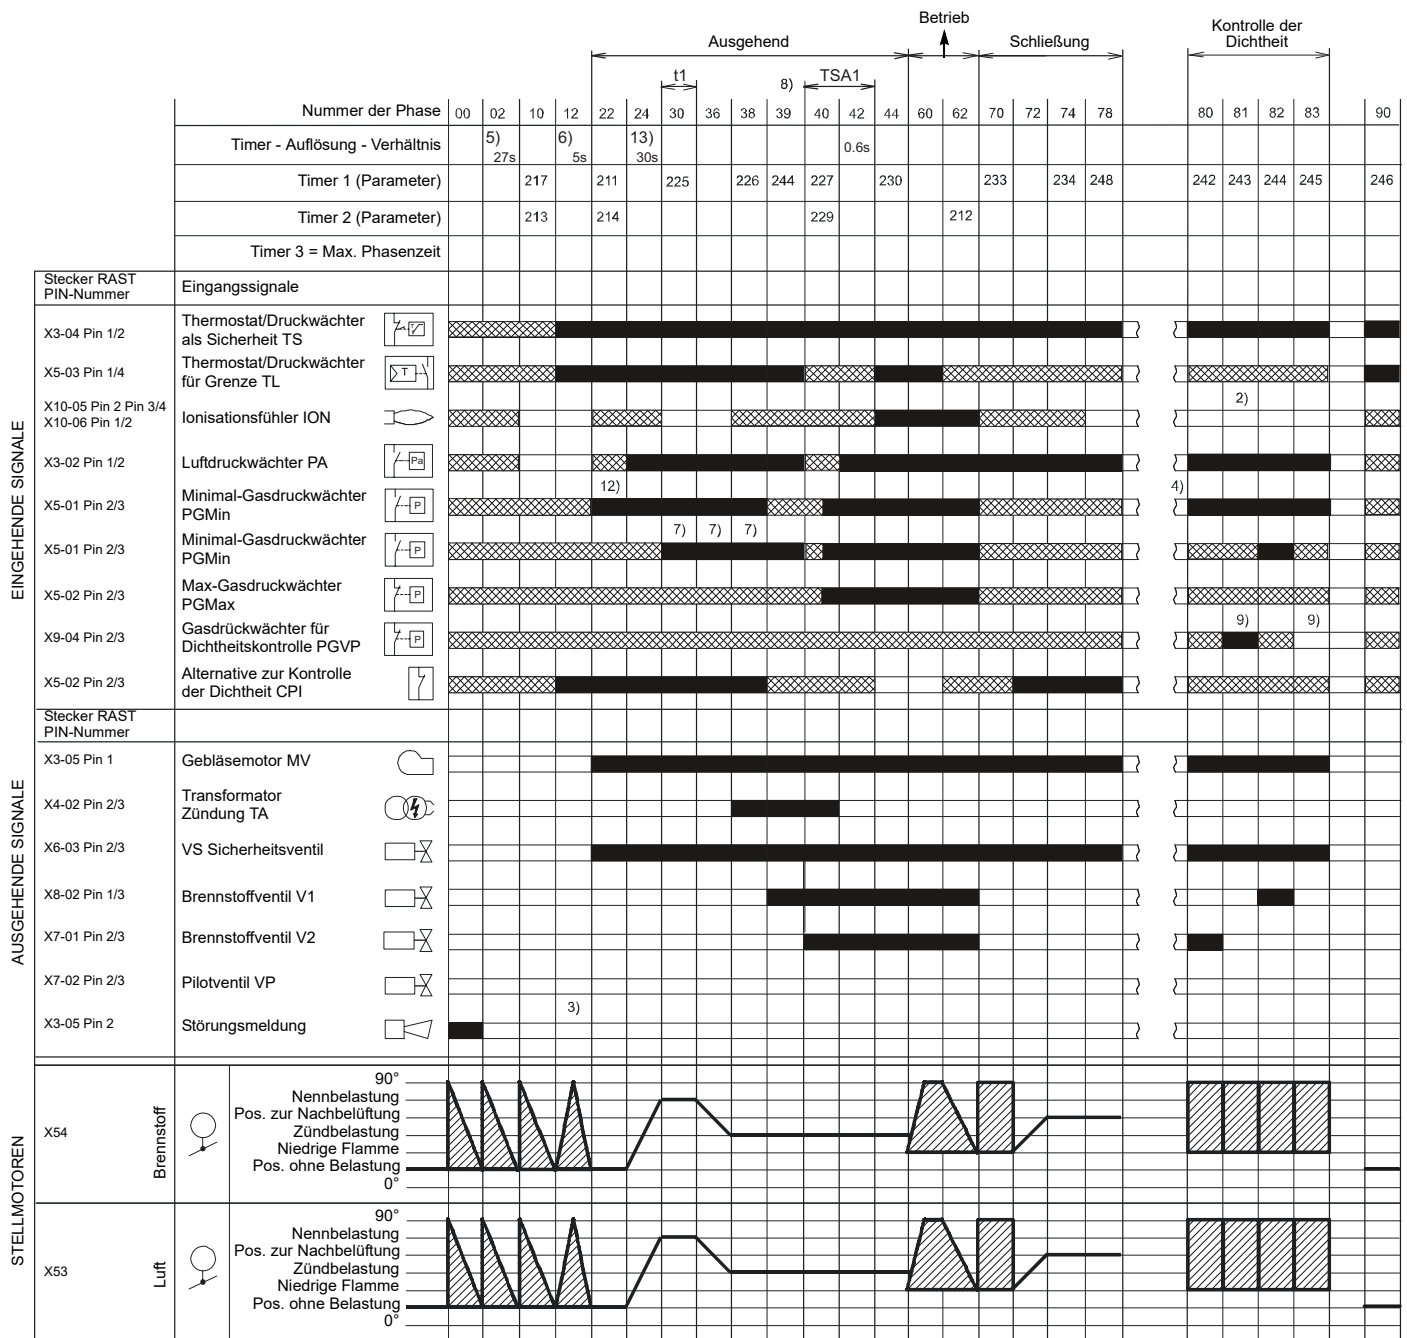 Betrieb
Ausgehend
Schließung
Kontrolle der
Dichtheit
t1
8)
TSA1
Nummer der Phase 00 02 10 12 22 24 30 36 38 39 40 42 44 60 62 70 72 74 78 80 81 82 83 90
Timer - Auflösung - Verhältnis 5) 27s 6) 5s 13) 30s 0.6s
Timer 1 (Parameter) 217 211 225 226 244 227 230 233 234 248 242 243 244 245 246
Timer 2 (Parameter) 213 214 229 212
Timer 3 = Max. Phasenzeit
EINGEHENDE SIGNALE
Stecker RAST
PIN-Nummer
Eingangssignale
X3-04 Pin 1/2
Thermostat/Druckwächter
als Sicherheit TS
X5-03 Pin 1/4
Thermostat/Druckwächter
für Grenze TL
T
2)
X10-05 Pin 2 Pin 3/4
X10-06 Pin 1/2
Ionisationsfühler ION
X3-02 Pin 1/2
Luftdruckwächter PA
Pa
12)
4)
X5-01 Pin 2/3
Minimal-Gasdruckwächter
PGMin
P
7) 7) 7)
X5-01 Pin 2/3
Minimal-Gasdruckwächter
PGMin
P
X5-02 Pin 2/3
Max-Gasdruckwächter
PGMax
P
9) 9)
X9-04 Pin 2/3
Gasdrückwächter für
Dichtheitskontrolle PGVP
P
X5-02 Pin 2/3
Alternative zur Kontrolle
der Dichtheit CPI
AUSGEHENDE SIGNALE
Stecker RAST
PIN-Nummer
X3-05 Pin 1
Gebläsemotor MV
X4-02 Pin 2/3
Transformator
Zündung TA
X6-03 Pin 2/3
VS Sicherheitsventil
X8-02 Pin 1/3
Brennstoffventil V1
X7-01 Pin 2/3
Brennstoffventil V2
X7-02 Pin 2/3
Pilotventil VP
3)
X3-05 Pin 2
Störungsmeldung
STELLMOTOREN
X54
Brennstoff
90°
Nennbelastung
Pos. zur Nachbelüftung
Zündbelastung
Niedrige Flamme
Pos. ohne Belastung
0°
X53
Luft
90°
Nennbelastung
Pos. zur Nachbelüftung
Zündbelastung
Niedrige Flamme
Pos. ohne Belastung
0°